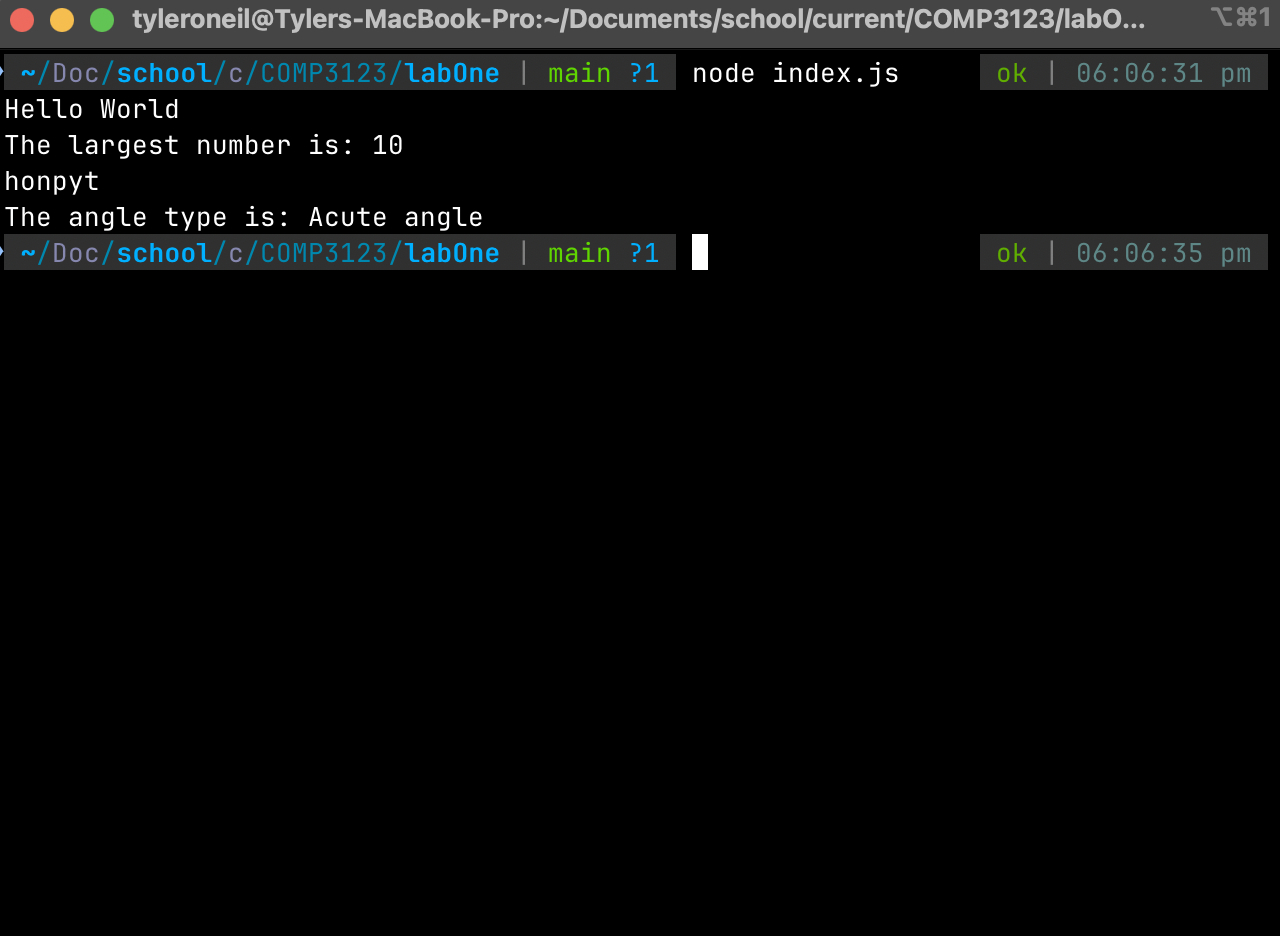 tyleroneil@Tylers-MacBook-Pro:~/Documents/school/current/COMP3123/labO... ⌥⌘1
~/Doc/school/c/COMP3123/labOne | main ?1 node index.js ok | 06:06:31 pm
Hello World
The largest number is: 10
honpyt
The angle type is: Acute angle
~/Doc/school/c/COMP3123/labOne | main ?1 ok | 06:06:35 pm